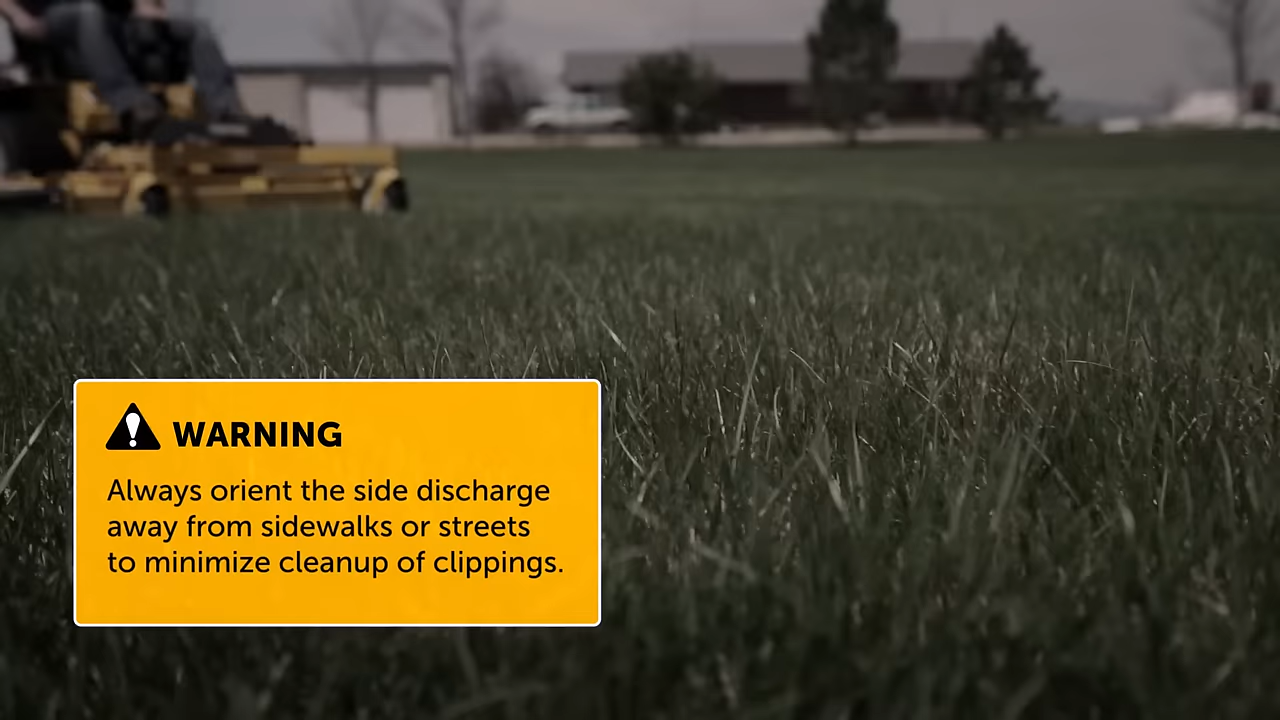 WARNING
Always orient the side discharge
away from sidewalks or streets
to minimize cleanup of clippings.